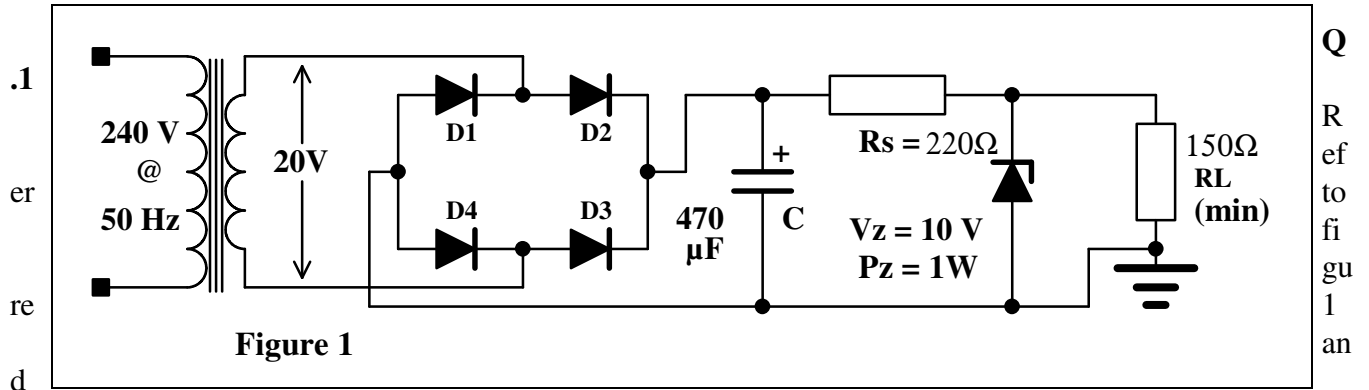 Q
.1
R
ef
er
to
fi
gu
re
1
an
d
240 V
@
50 Hz
20V
D1
D2
D4
D3
+
470
µF
C
Rs = 220Ω
Vz = 10 V
Pz = 1W
150Ω
RL
(min)
Figure 1